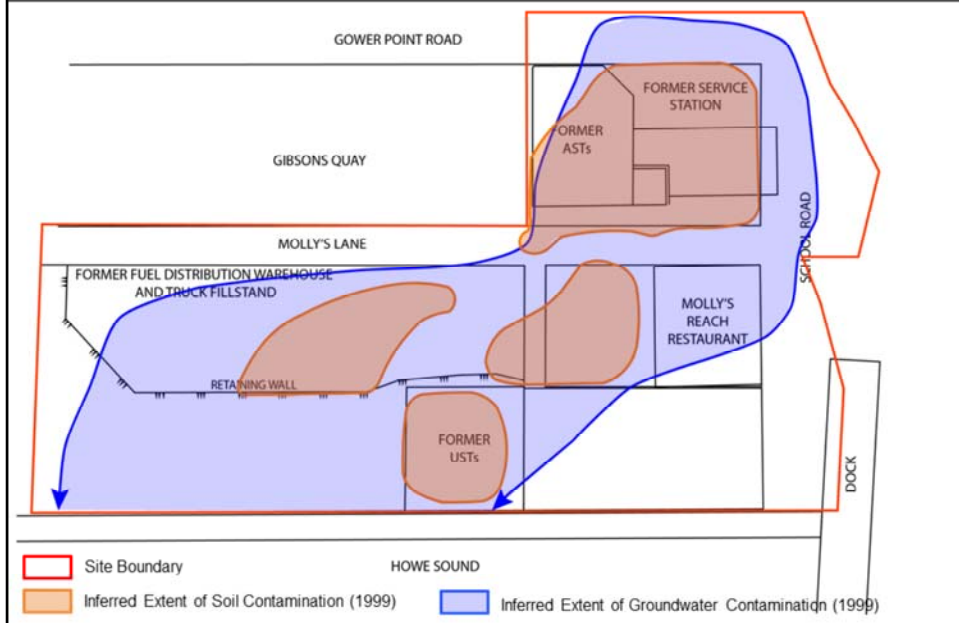 GOWER POINT ROAD
FORMER SERVICE
STATION
FORMER
ASTs
GIBSONS QUAY
SCHOOL ROAD
MOLLY'S LANE
FORMER FUEL DISTRIBUTION WAREHOUSE
AND TRUCK FILLSTAND
MOLLY'S
REACH
RESTAURANT
RETAINING WALL
FORMER
USTs
DOCK
HOWE SOUND
Site Boundary
Inferred Extent of Soil Contamination (1999)
Inferred Extent of Groundwater Contamination (1999)